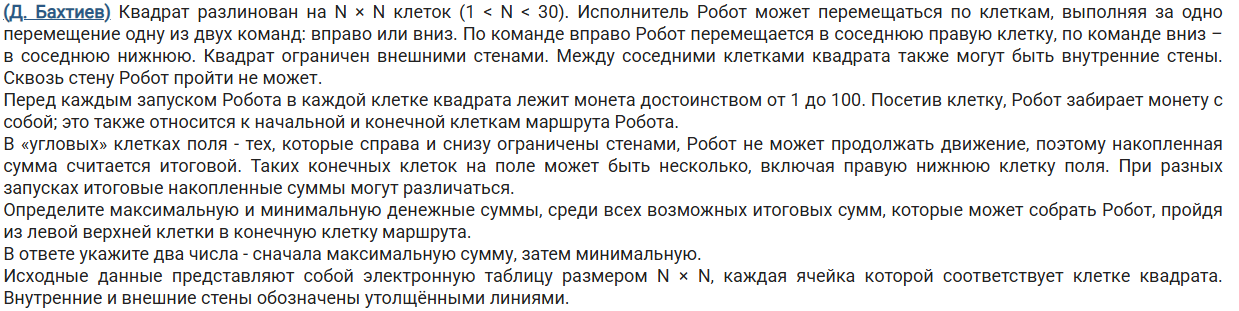 (Д. Бахтиев) Квадрат разлинован на N × N клеток (1 < N < 30). Исполнитель Робот может перемещаться по клеткам, выполняя за одно
перемещение одну из двух команд: вправо или вниз. По команде вправо Робот перемещается в соседнюю правую клетку, по команде вниз –
в соседнюю нижнюю. Квадрат ограничен внешними стенами. Между соседними клетками квадрата также могут быть внутренние стены.
Сквозь стену Робот пройти не может.
Перед каждым запуском Робота в каждой клетке квадрата лежит монета достоинством от 1 до 100. Посетив клетку, Робот забирает монету с
собой; это также относится к начальной и конечной клеткам маршрута Робота.
В «угловых» клетках поля - тех, которые справа и снизу ограничены стенами, Робот не может продолжать движение, поэтому накопленная
сумма считается итоговой. Таких конечных клеток на поле может быть несколько, включая правую нижнюю клетку поля. При разных
запусках итоговые накопленные суммы могут различаться.
Определите максимальную и минимальную денежные суммы, среди всех возможных итоговых сумм, которые может собрать Робот, пройдя
из левой верхней клетки в конечную клетку маршрута.
В ответе укажите два числа - сначала максимальную сумму, затем минимальную.
Исходные данные представляют собой электронную таблицу размером N × N, каждая ячейка которой соответствует клетке квадрата.
Внутренние и внешние стены обозначены утолщёнными линиями.